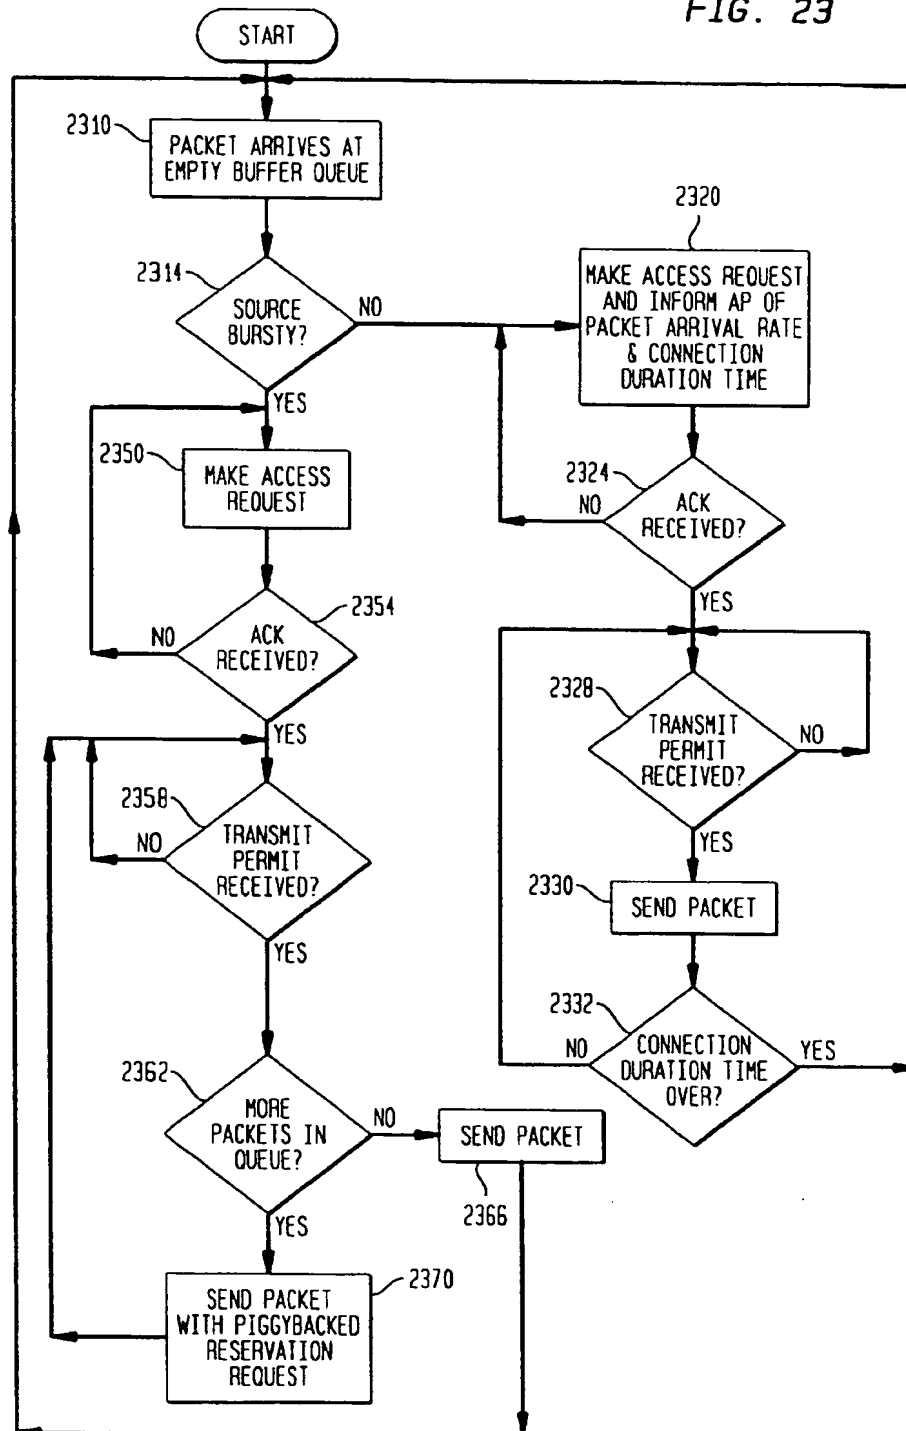 FIG. 23
START
2310
PACKET ARRIVES AT
EMPTY BUFFER QUEUE
2314
SOURCE
BURSTY?
NO
YES
2320
MAKE ACCESS REQUEST
AND INFORM AP OF
PACKET ARRIVAL RATE
& CONNECTION
DURATION TIME
2324
ACK
RECEIVED?
NO
YES
2350
MAKE ACCESS
REQUEST
2354
ACK
RECEIVED?
NO
YES
2328
TRANSMIT
PERMIT
RECEIVED?
NO
YES
2358
TRANSMIT
PERMIT
RECEIVED?
NO
YES
2330
SEND PACKET
2332
CONNECTION
DURATION TIME
OVER?
NO
YES
2362
MORE
PACKETS IN
QUEUE?
NO
YES
SEND PACKET
2366
2370
SEND PACKET
WITH PIGGYBACKED
RESERVATION
REQUEST